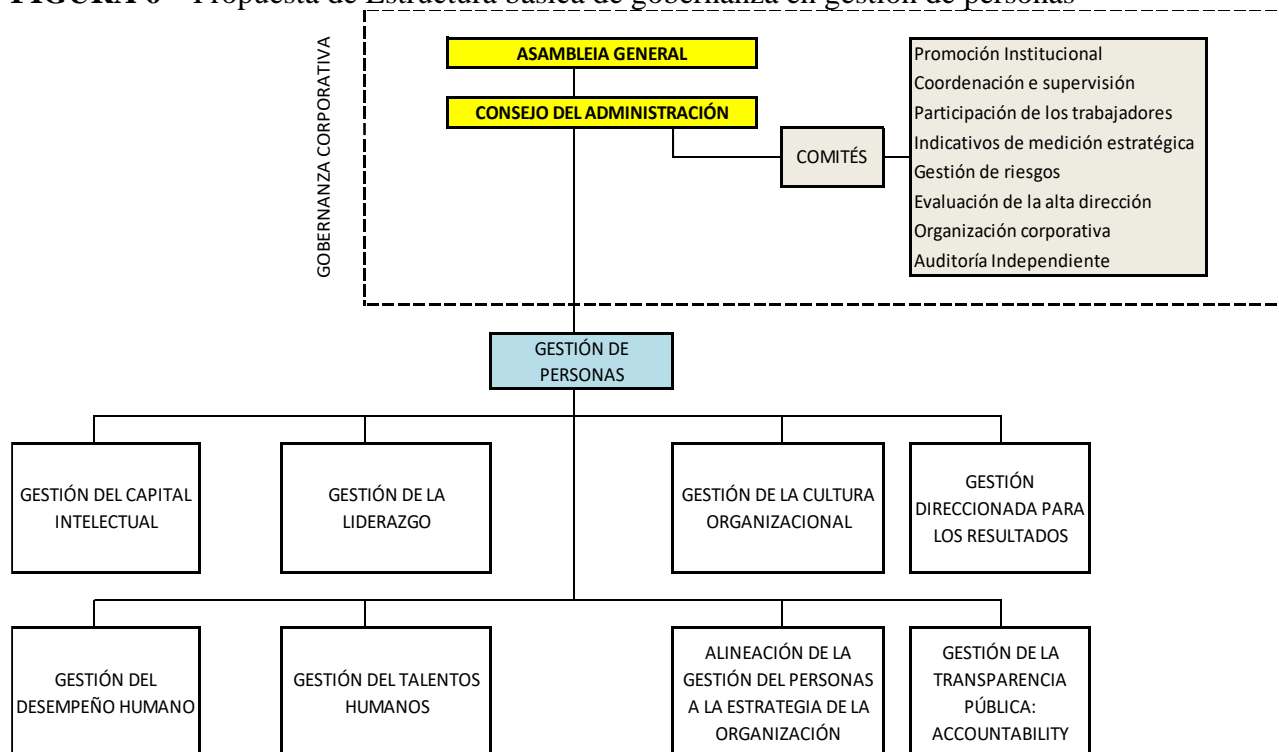 FIGURA 6 – Propuesta de Estructura básica de gobernanza en gestión de personas
GOBERNANZA CORPORATIVA
ASAMBLEIA GENERAL
CONSEJO DEL ADMINISTRACIÓN
COMITÉS
Promoción Institucional
Coordenación e supervisión
Participación de los trabajadores
Indicativos de medición estratégica
Gestión de riesgos
Evaluación de la alta dirección
Organización corporativa
Auditoría Independiente
GESTIÓN DE
PERSONAS
GESTIÓN DEL CAPITAL
INTELECTUAL
GESTIÓN DE LA
LIDERAZGO
GESTIÓN DE LA CULTURA
ORGANIZACIONAL
GESTIÓN
DIRECCIONADA PARA
LOS RESULTADOS
GESTIÓN DEL
DESEMPEÑO HUMANO
GESTIÓN DEL TALENTOS
HUMANOS
ALINEACIÓN DE LA
GESTIÓN DEL PERSONAS
A LA ESTRATEGIA DE LA
ORGANIZACIÓN
GESTIÓN DE LA
TRANSPARENCIA
PÚBLICA:
ACCOUNTABILITY